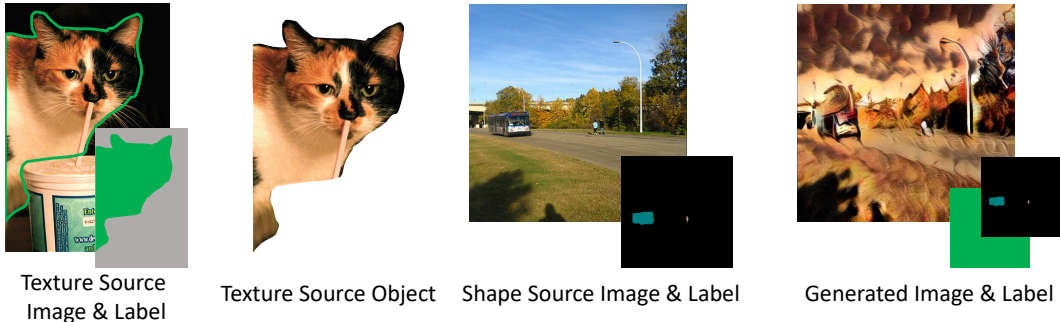 Texture Source
Image & Label
Texture Source Object
Shape Source Image & Label
Generated Image & Label